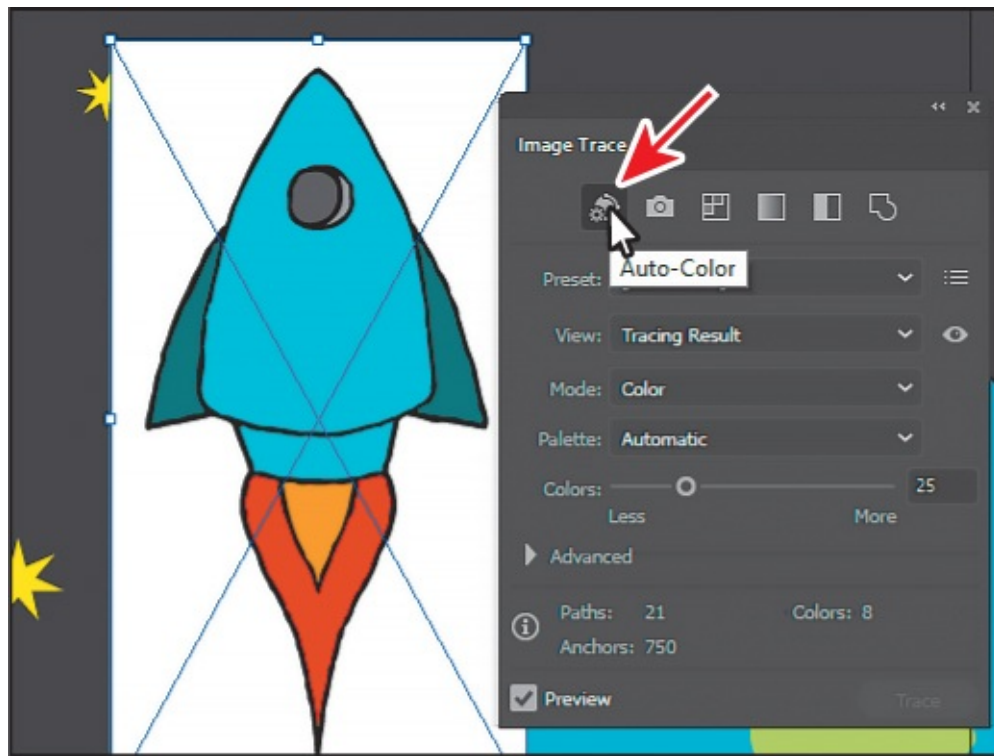 Image Trace
Auto-Color
Preset:
View: Tracing Result
Mode: Color
Palette: Automatic
Colors: 25
Less More
Advanced
Paths: 21 Colors: 8
Anchors: 750
Preview Trace